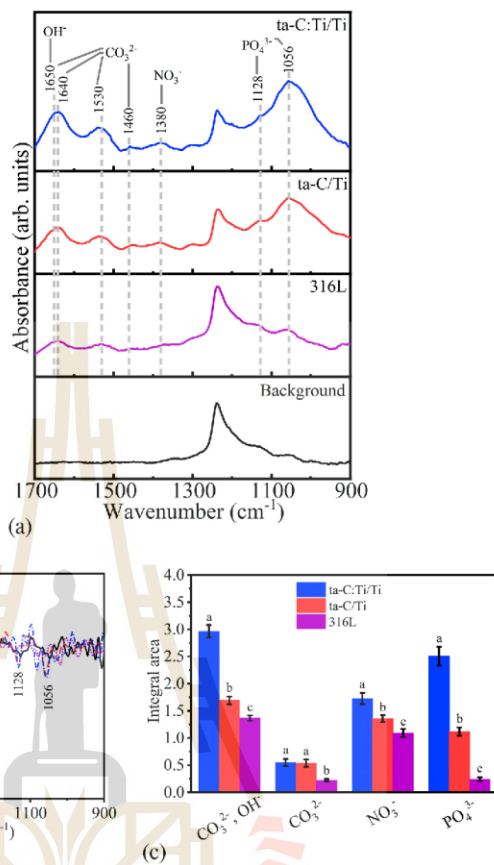 ta-C:Ti/Ti
OH⁻
CO₃²⁻
PO₄³⁻
NO₃⁻
1650
1640
1530
1460
1380
1128
1056
ta-C/Ti
316L
Background
Absorbance (arb. units)
1700 1500 1300 1100 900
Wavenumber (cm⁻¹)
(a)
1128
1056
1100 900
⁻¹)
4.0
3.5
3.0
2.5
2.0
1.5
1.0
0.5
0.0
Integral area
ta-C:Ti/Ti
ta-C/Ti
316L
a b c
a a b
a b c
a b c
CO₃²⁻, OH⁻
CO₃²⁻
NO₃⁻
PO₄³⁻
(c)